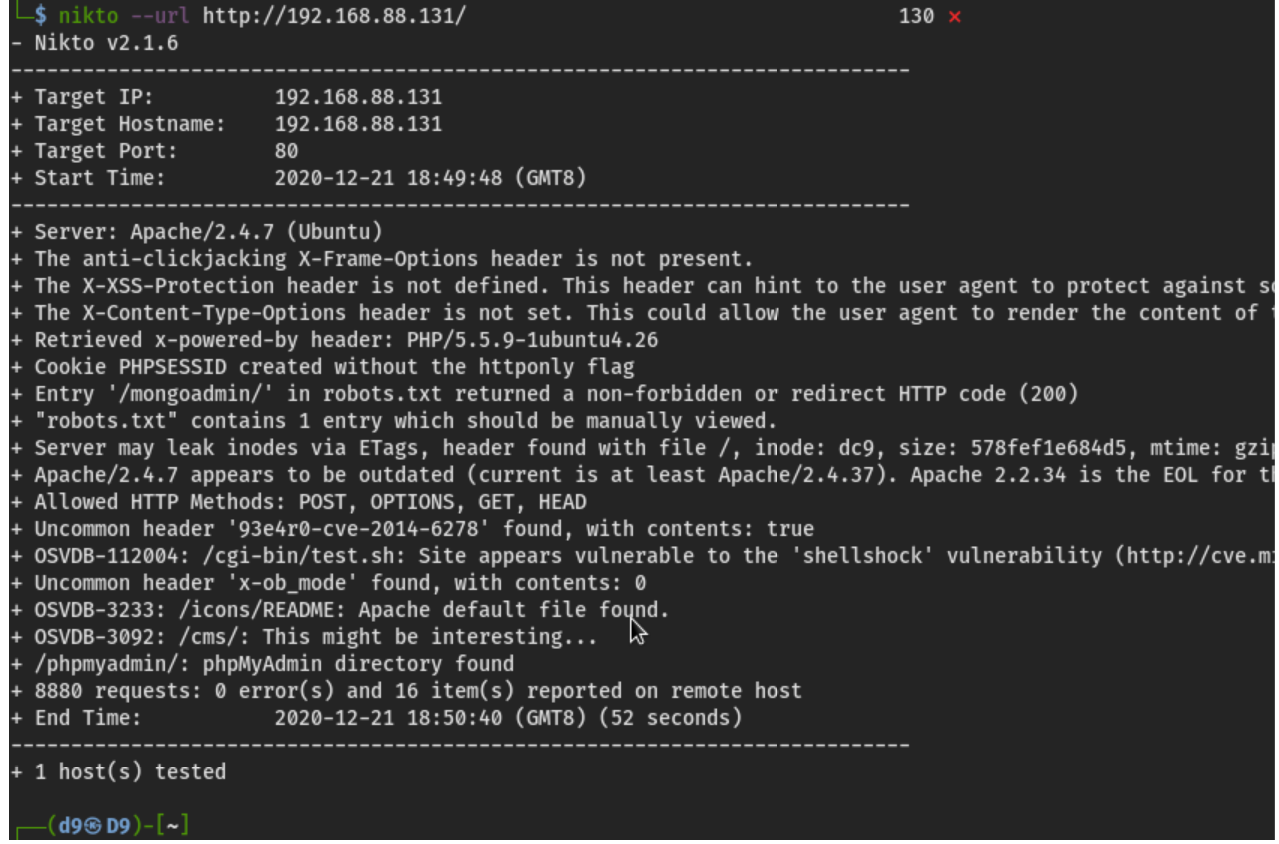 └─$ nikto --url http://192.168.88.131/ 130 ⨯
- Nikto v2.1.6
---------------------------------------------------------------------------
+ Target IP: 192.168.88.131
+ Target Hostname: 192.168.88.131
+ Target Port: 80
+ Start Time: 2020-12-21 18:49:48 (GMT8)
---------------------------------------------------------------------------
+ Server: Apache/2.4.7 (Ubuntu)
+ The anti-clickjacking X-Frame-Options header is not present.
+ The X-XSS-Protection header is not defined. This header can hint to the user agent to protect against
+ The X-Content-Type-Options header is not set. This could allow the user agent to render the content of
+ Retrieved x-powered-by header: PHP/5.5.9-1ubuntu4.26
+ Cookie PHPSESSID created without the httponly flag
+ Entry '/mongoadmin/' in robots.txt returned a non-forbidden or redirect HTTP code (200)
+ "robots.txt" contains 1 entry which should be manually viewed.
+ Server may leak inodes via ETags, header found with file /, inode: dc9, size: 578fef1e684d5, mtime:
+ Apache/2.4.7 appears to be outdated (current is at least Apache/2.4.37). Apache 2.2.34 is the EOL for
+ Allowed HTTP Methods: POST, OPTIONS, GET, HEAD
+ Uncommon header '93e4r0-cve-2014-6278' found, with contents: true
+ OSVDB-112004: /cgi-bin/test.sh: Site appears vulnerable to the 'shellshock' vulnerability (http://cve.mi
+ Uncommon header 'x-ob_mode' found, with contents: 0
+ OSVDB-3233: /icons/README: Apache default file found.
+ OSVDB-3092: /cms/: This might be interesting...
+ /phpmyadmin/: phpMyAdmin directory found
+ 8880 requests: 0 error(s) and 16 item(s) reported on remote host
+ End Time: 2020-12-21 18:50:40 (GMT8) (52 seconds)
---------------------------------------------------------------------------
+ 1 host(s) tested
┌──(d9㉿D9)-[~]